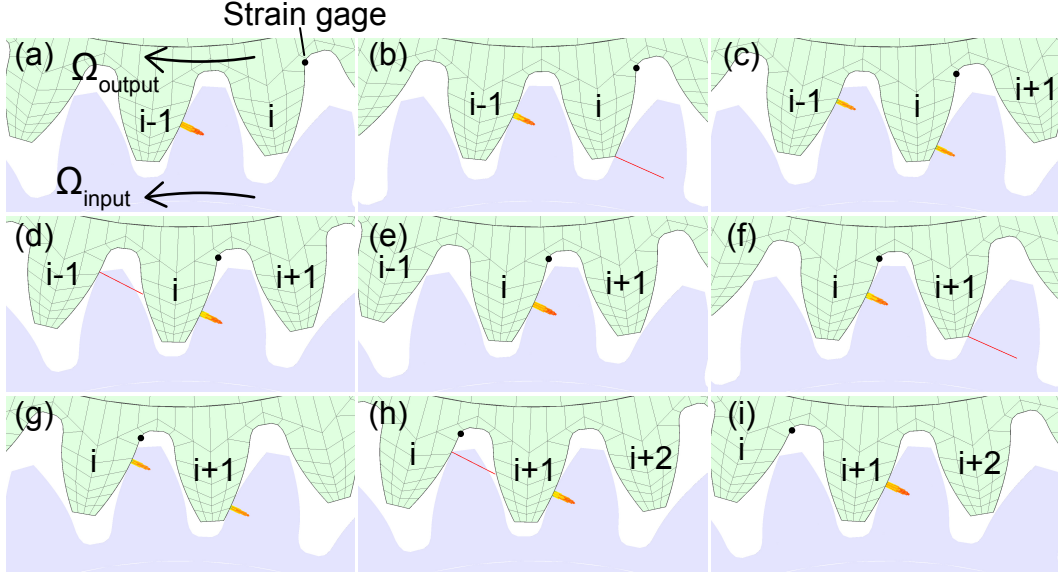 Strain gage
(a)
Ω_output
i-1
i
Ω_input
(b)
i-1
i
(c)
i-1
i
i+1
(d)
i-1
i
i+1
(e)
i-1
i
i+1
(f)
i
i+1
(g)
i
i+1
(h)
i
i+1
i+2
(i)
i
i+1
i+2